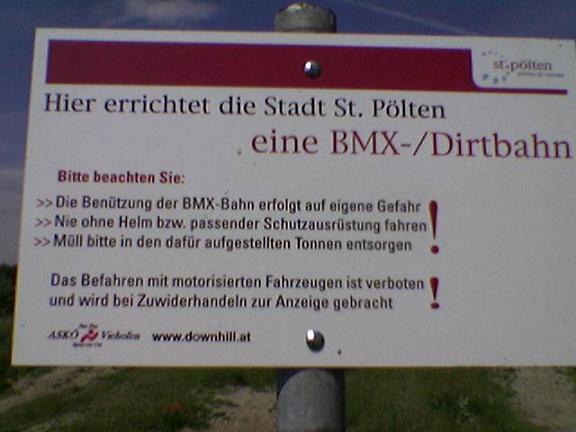 st.pölten
Hier errichtet die Stadt St. Pölten
eine BMX-/Dirtbahn
Bitte beachten Sie:
>> Die Benützung der BMX-Bahn erfolgt auf eigene Gefahr
>> Nie ohne Helm bzw. passender Schutzausrüstung fahren
>> Müll bitte in den dafür aufgestellten Tonnen entsorgen
!
Das Befahren mit motorisierten Fahrzeugen ist verboten
und wird bei Zuwiderhandeln zur Anzeige gebracht
!
ASKÖ Viehofen www.downhill.at